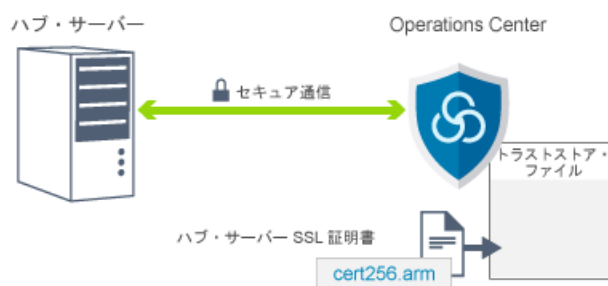 ハブ・サーバー
Operations Center
セキュア通信
トラストストア・
ファイル
ハブ・サーバー SSL 証明書
cert256.arm